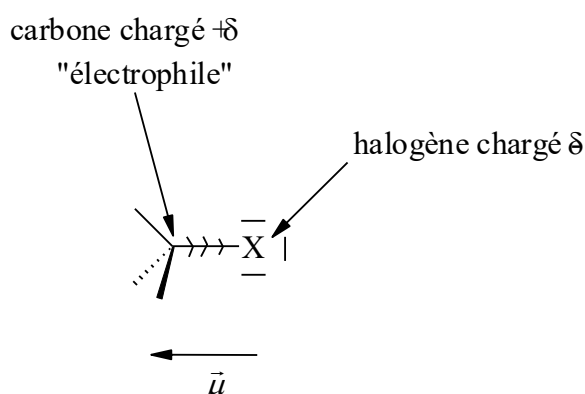 carbone chargé +δ
"électrophile"
halogène chargé δ-
X
μ⃗